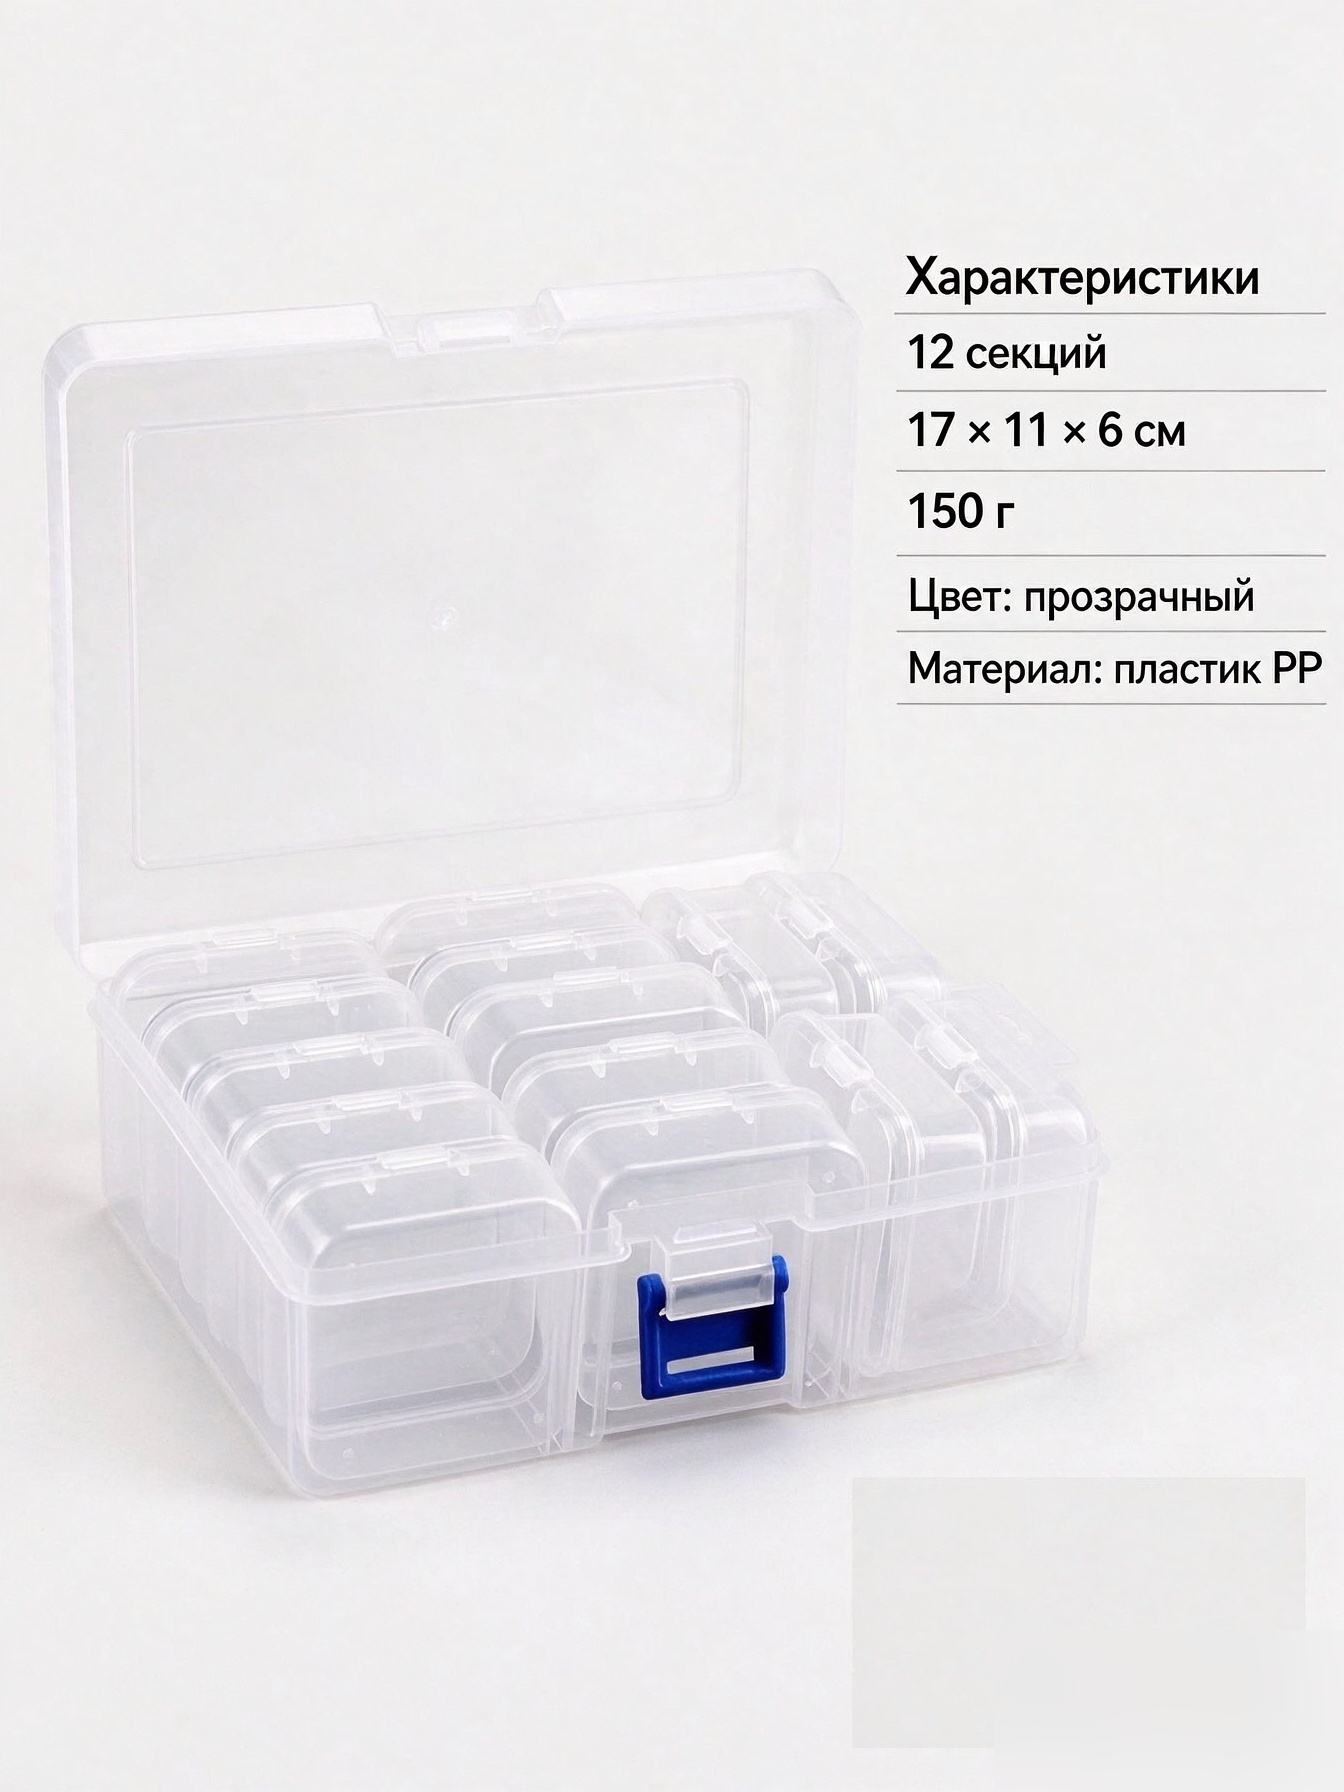 Характеристики
12 секций
17 × 11 × 6 см
150 г
Цвет: прозрачный
Материал: пластик PP